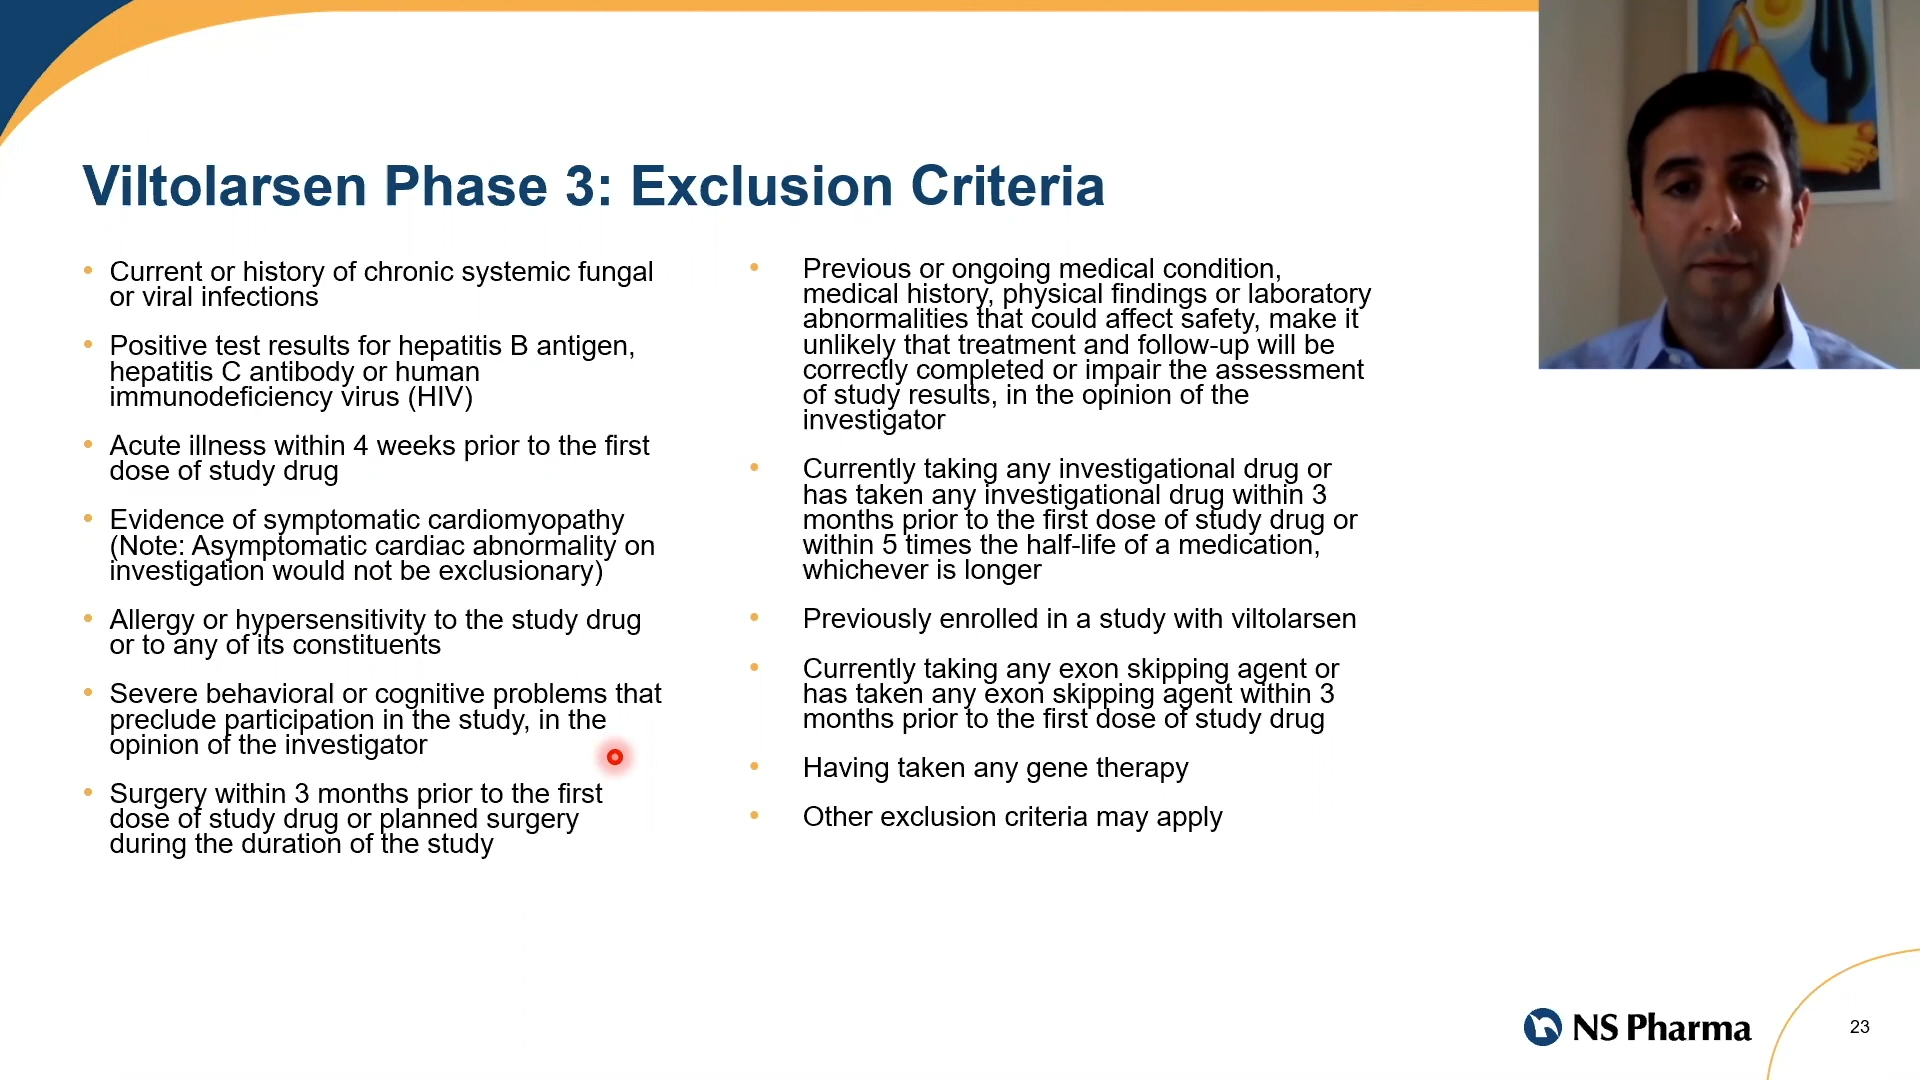 Viltolarsen Phase 3: Exclusion Criteria
• Current or history of chronic systemic fungal
or viral infections
• Positive test results for hepatitis B antigen,
hepatitis C antibody or human
immunodeficiency virus (HIV)
• Acute illness within 4 weeks prior to the first
dose of study drug
• Evidence of symptomatic cardiomyopathy
(Note: Asymptomatic cardiac abnormality on
investigation would not be exclusionary)
• Allergy or hypersensitivity to the study drug
or to any of its constituents
• Severe behavioral or cognitive problems that
preclude participation in the study, in the
opinion of the investigator
• Surgery within 3 months prior to the first
dose of study drug or planned surgery
during the duration of the study
• Previous or ongoing medical condition,
medical history, physical findings or laboratory
abnormalities that could affect safety, make it
unlikely that treatment and follow-up will be
correctly completed or impair the assessment
of study results, in the opinion of the
investigator
• Currently taking any investigational drug or
has taken any investigational drug within 3
months prior to the first dose of study drug or
within 5 times the half-life of a medication,
whichever is longer
• Previously enrolled in a study with viltolarsen
• Currently taking any exon skipping agent or
has taken any exon skipping agent within 3
months prior to the first dose of study drug
• Having taken any gene therapy
• Other exclusion criteria may apply
NS Pharma
23